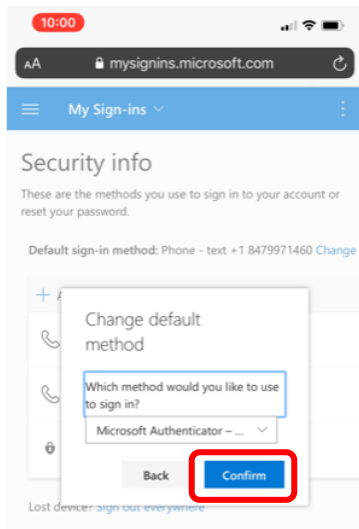 10:00
AA mysignins.microsoft.com
My Sign-ins
Security info
These are the methods you use to sign in to your account or
reset your password.
Default sign-in method: Phone - text +1 8479971460 Change
Change default
method
Which method would you like to use
to sign in?
Microsoft Authenticator – ...
Back Confirm
Lost device? Sign out everywhere